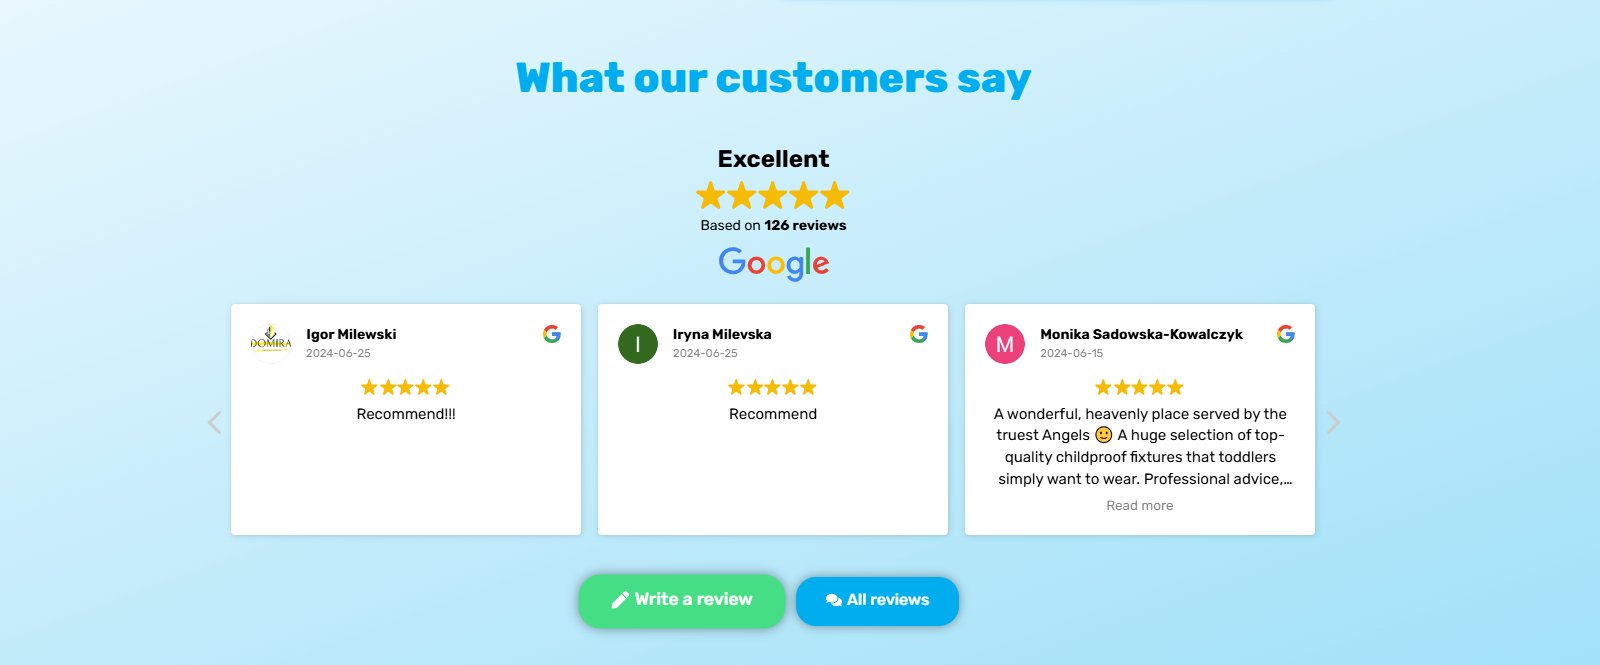 What our customers say
Excellent
Based on 126 reviews
Google
DOMIRA
Igor Milewski
2024-06-25
Recommend!!!
I
Iryna Milevska
2024-06-25
Recommend
M
Monika Sadowska-Kowalczyk
2024-06-15
A wonderful, heavenly place served by the
truest Angels 🙂 A huge selection of top-
quality childproof fixtures that toddlers
simply want to wear. Professional advice,...
Read more
Write a review
All reviews